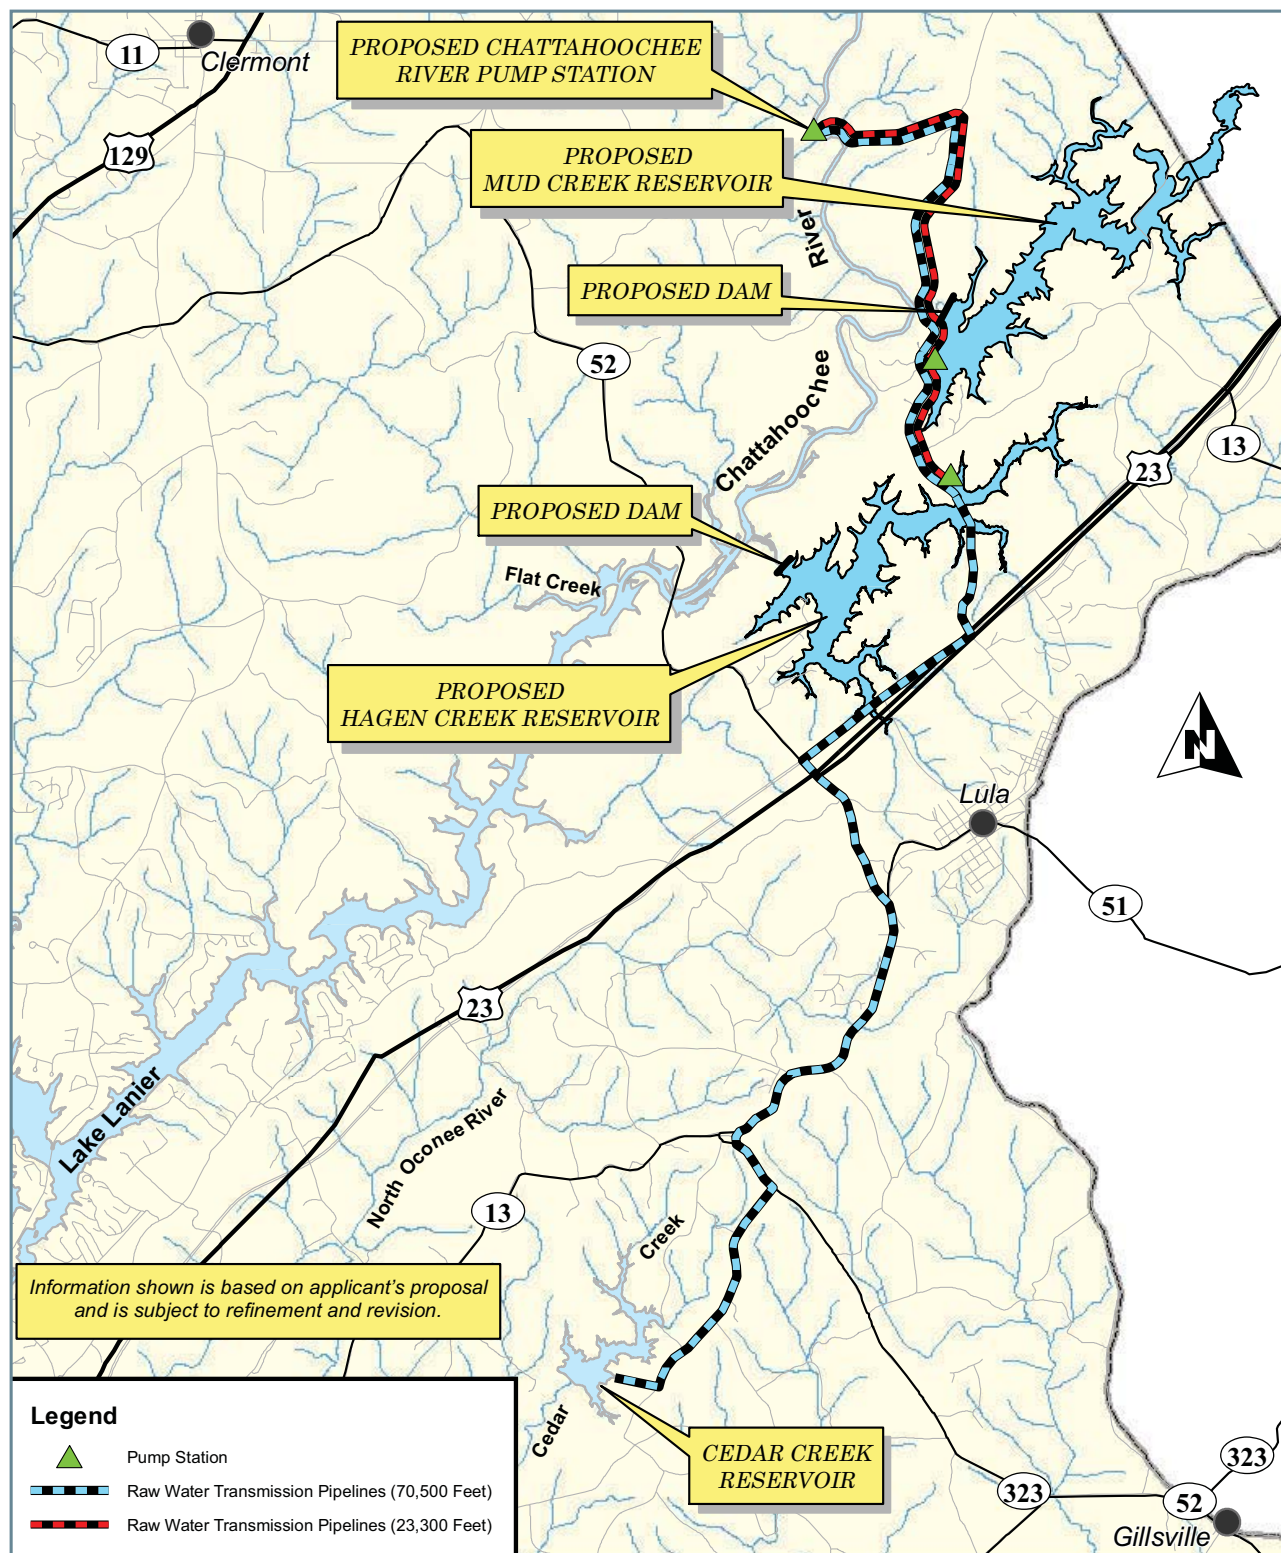 11
Clermont
129
PROPOSED CHATTAHOOCHEE
RIVER PUMP STATION
PROPOSED
MUD CREEK RESERVOIR
River
PROPOSED DAM
52
Chattahoochee
13
23
PROPOSED DAM
Flat Creek
PROPOSED
HAGEN CREEK RESERVOIR
N
Lula
51
23
Lake Lanier
North Oconee River
13
Creek
Information shown is based on applicant's proposal
and is subject to refinement and revision.
Cedar
CEDAR CREEK
RESERVOIR
323
323
52
Gillsville
Legend
Pump Station
Raw Water Transmission Pipelines (70,500 Feet)
Raw Water Transmission Pipelines (23,300 Feet)